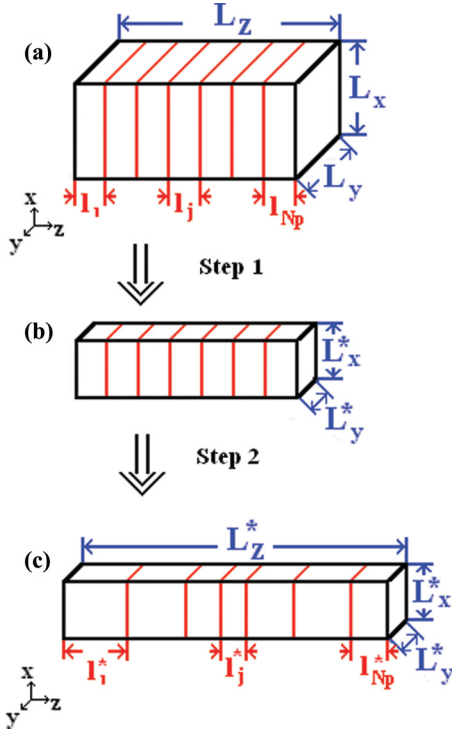 L_z
(a)
L_x
L_y
l_1 l_j l_Np
x
y z
Step 1
(b)
L*_x
L*_y
Step 2
(c)
L*_z
L*_x
l*_1 l*_j l*_Np L*_y
x
y z